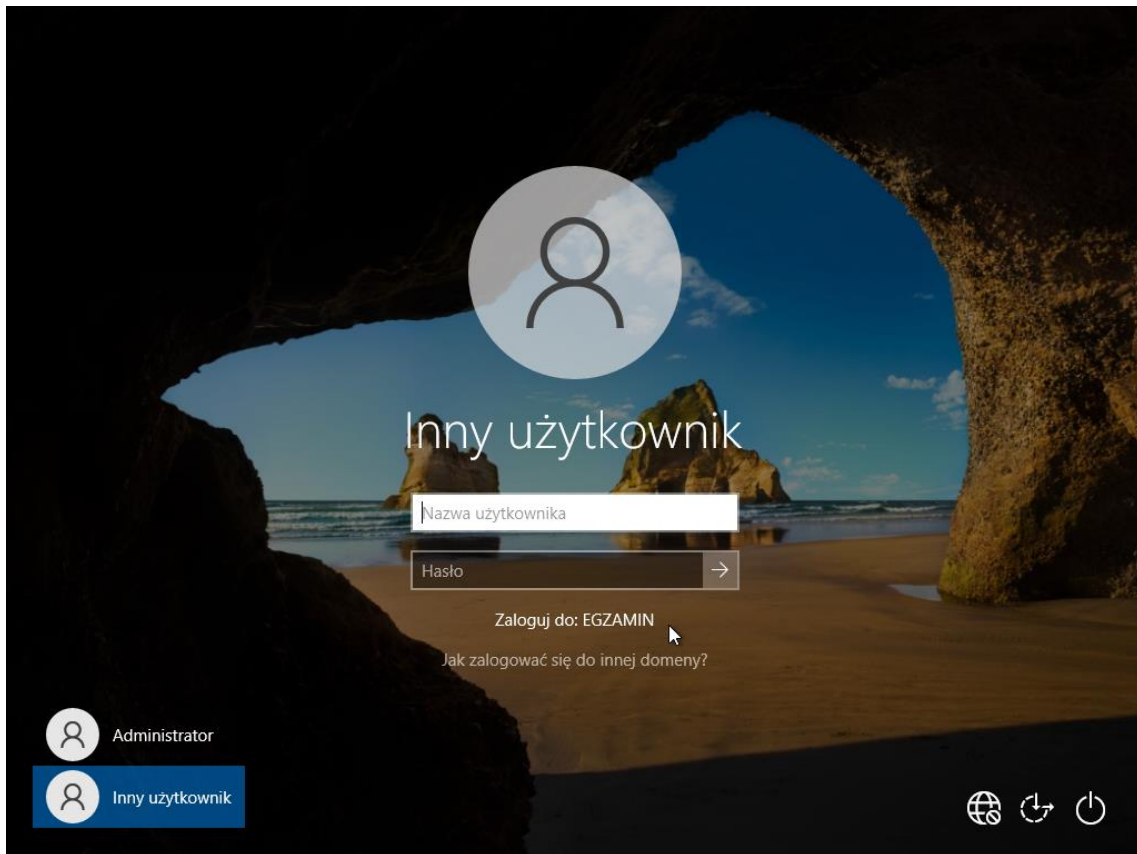 Inny użytkownik
Nazwa użytkownika
Hasło
Zaloguj do: EGZAMIN
Jak zalogować się do innej domeny?
Administrator
Inny użytkownik